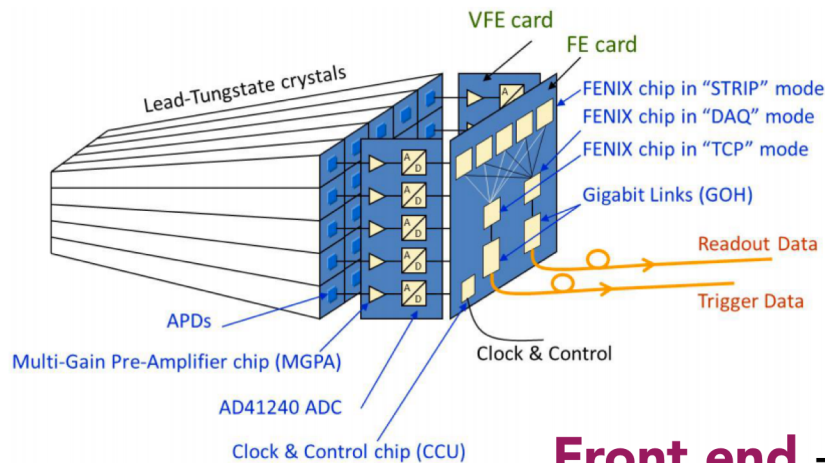 VFE card
FE card
Lead-Tungstate crystals
FENIX chip in “STRIP” mode
FENIX chip in “DAQ” mode
FENIX chip in “TCP” mode
Gigabit Links (GOH)
Readout Data
Trigger Data
A
D
A
D
A
D
A
D
A
D
A
APDs
Multi-Gain Pre-Amplifier chip (MGPA)
Clock & Control
AD41240 ADC
Clock & Control chip (CCU)
Front end